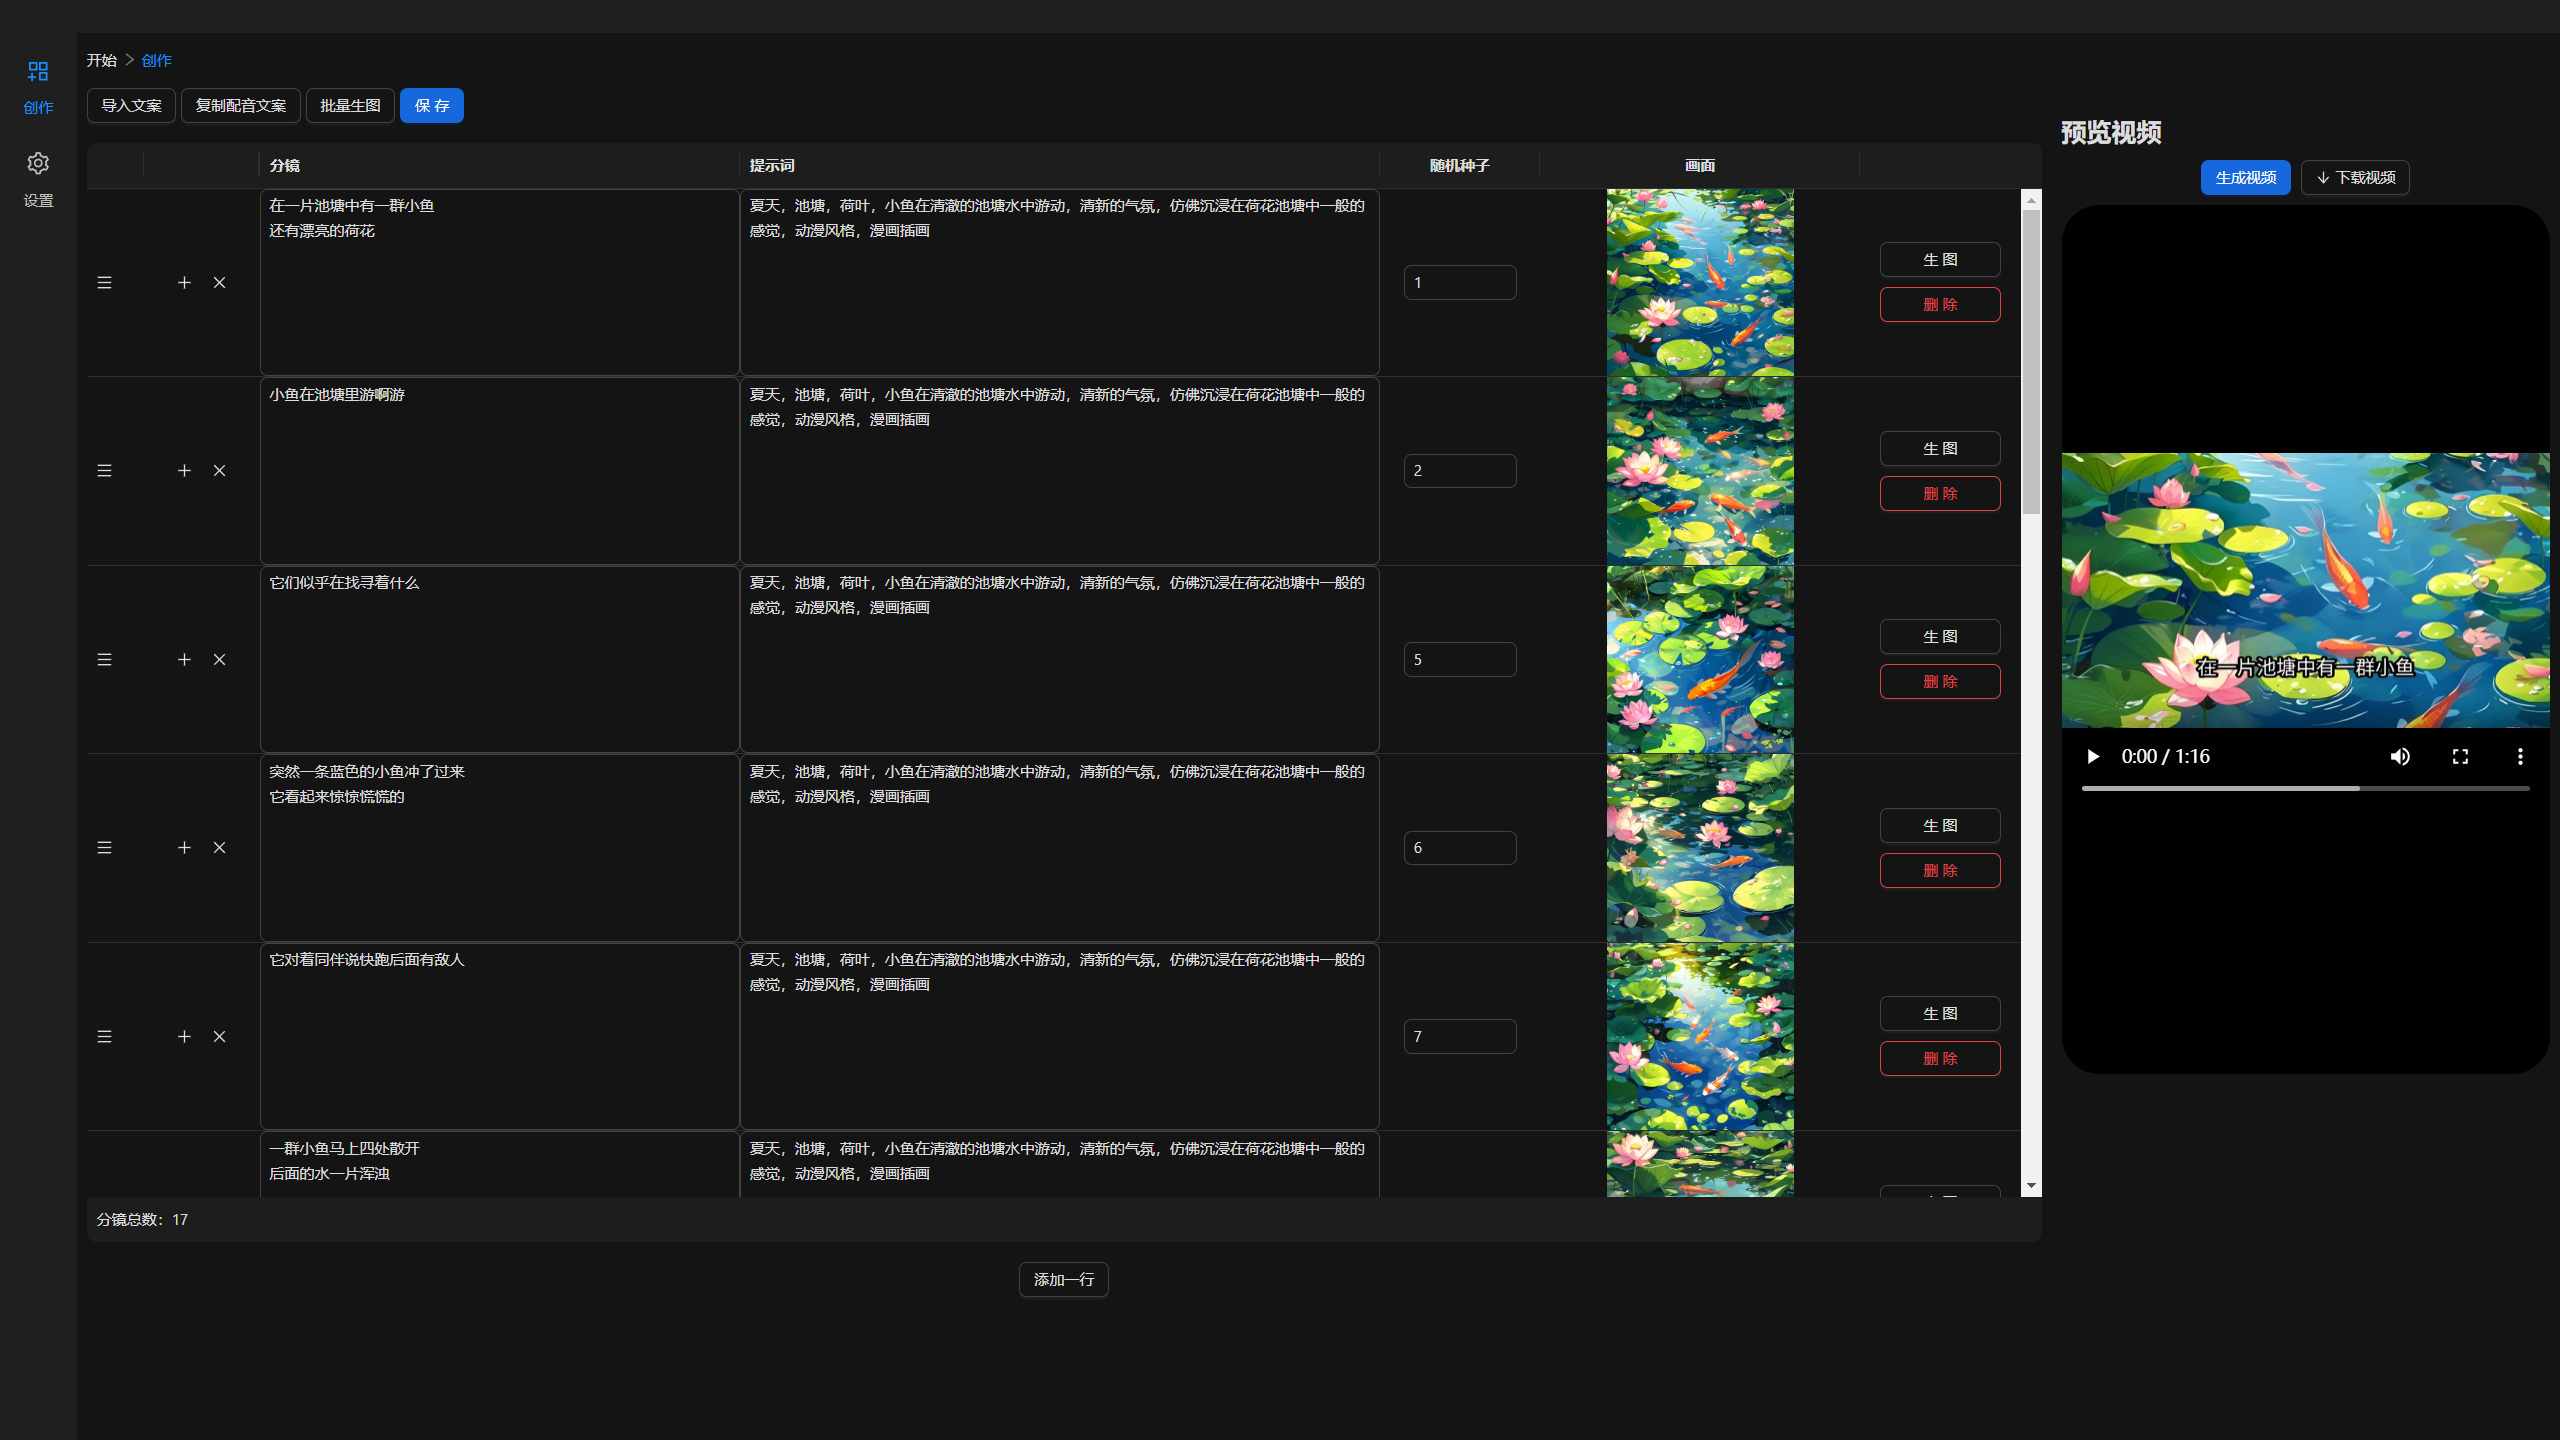 开始 > 创作
创作
设置
导入文案
复制配音文案
批量生图
保 存
分镜
提示词
随机种子
画面
在一片池塘中有一群小鱼
还有漂亮的荷花
夏天，池塘，荷叶，小鱼在清澈的池塘水中游动，清新的气氛，仿佛沉浸在荷花池塘中一般的
感觉，动漫风格，漫画插画
1
生 图
删 除
小鱼在池塘里游啊游
夏天，池塘，荷叶，小鱼在清澈的池塘水中游动，清新的气氛，仿佛沉浸在荷花池塘中一般的
感觉，动漫风格，漫画插画
2
生 图
删 除
它们似乎在找寻着什么
夏天，池塘，荷叶，小鱼在清澈的池塘水中游动，清新的气氛，仿佛沉浸在荷花池塘中一般的
感觉，动漫风格，漫画插画
5
生 图
删 除
突然一条蓝色的小鱼冲了过来
它看起来惊惊慌慌的
夏天，池塘，荷叶，小鱼在清澈的池塘水中游动，清新的气氛，仿佛沉浸在荷花池塘中一般的
感觉，动漫风格，漫画插画
6
生 图
删 除
它对着同伴说快跑后面有敌人
夏天，池塘，荷叶，小鱼在清澈的池塘水中游动，清新的气氛，仿佛沉浸在荷花池塘中一般的
感觉，动漫风格，漫画插画
7
生 图
删 除
一群小鱼马上四处散开
后面的水一片浑浊
夏天，池塘，荷叶，小鱼在清澈的池塘水中游动，清新的气氛，仿佛沉浸在荷花池塘中一般的
感觉，动漫风格，漫画插画
分镜总数：17
添加一行
预览视频
生成视频
下载视频
在一片池塘中有一群小鱼
0:00 / 1:16